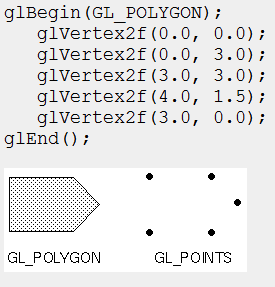 glBegin(GL_POLYGON);
    glVertex2f(0.0, 0.0);
    glVertex2f(0.0, 3.0);
    glVertex2f(3.0, 3.0);
    glVertex2f(4.0, 1.5);
    glVertex2f(3.0, 0.0);
glEnd();
GL_POLYGON GL_POINTS